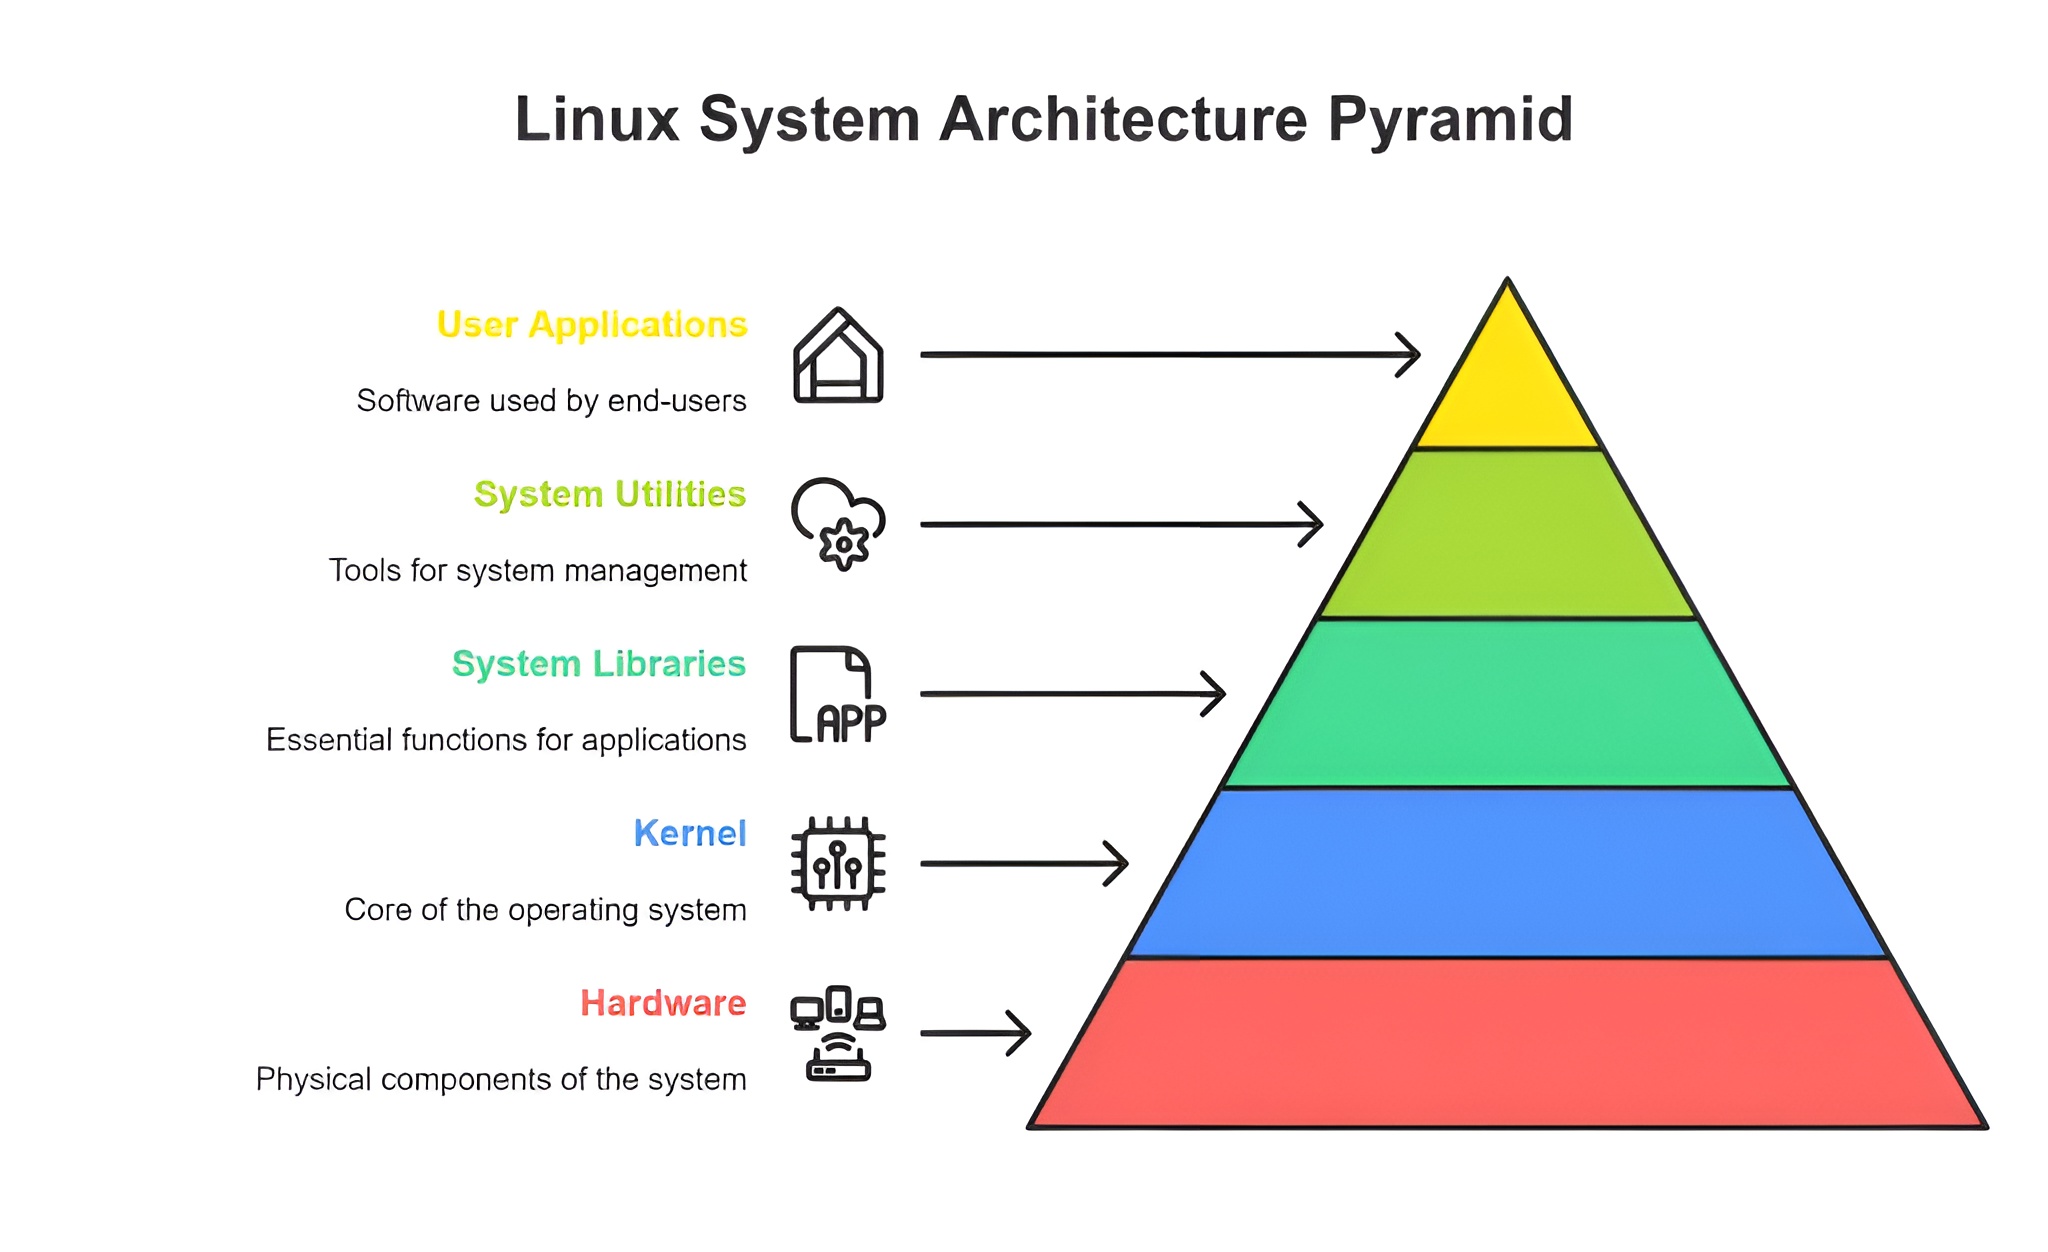 Linux System Architecture Pyramid
User Applications
Software used by end-users
System Utilities
Tools for system management
System Libraries
Essential functions for applications
APP
Kernel
Core of the operating system
Hardware
Physical components of the system